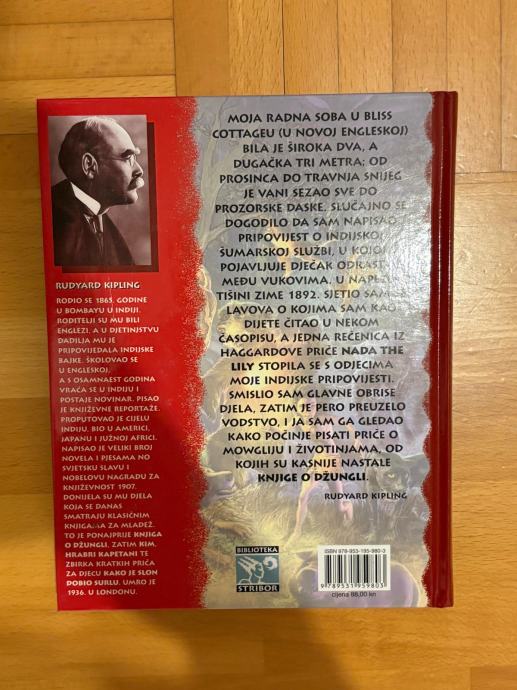 RUDYARD KIPLING
RODIO SE 1865. GODINE
U BOMBAYU U INDIJI.
RODITELJI SU MU BILI
ENGLEZI, A U DJETINJSTVU
DADILJA MU JE
PRIPOVIJEDALA INDIJSKE
BAJKE. ŠKOLOVAO SE
U ENGLESKOJ,
A S OSAMNAEST GODINA
VRAĆA SE U INDIJU I
POSTAJE NOVINAR. PISAO
JE KNJIŽEVNE REPORTAŽE.
PROPUTOVAO JE CIJELU
INDIJU, BIO U AMERICI,
JAPANU I JUŽNOJ AFRICI.
NAPISAO JE VELIKI BROJ
NOVELA I PJESAMA NO
SVJETSKU SLAVU I
NOBELOVU NAGRADU ZA
KNJIŽEVNOST 1907.
DONIJELA SU MU DJELA
KOJA SE DANAS
SMATRAJU KLASIČNIM
KNJIGAMA ZA MLADEŽ.
TO JE PONAJPRIJE KNJIGA
O DŽUNGLI, ZATIM KIM,
HRABRI KAPETANI TE
ZBIRKA KRATKIH PRIČA
ZA DJECU KAKO JE SLON
DOBIO SURLU. UMRO JE
1936. U LONDONU.
MOJA RADNA SOBA U BLISS
COTTAGEU (U NOVOJ ENGLESKOJ)
BILA JE ŠIROKA DVA, A
DUGAČKA TRI METRA; OD
PROSINCA DO TRAVNJA SNIJEG
JE VANI SEZAO SVE DO
PROZORSKE DASKE. SLUČAJNO SE
DOGODILO DA SAM NAPISAO
PRIPOVIJEST O INDIJSKOJ
ŠUMARSKOJ SLUŽBI, U KOJOJ
POJAVLJUJE DJEČAK ODRASTAO
MEĐU VUKOVIMA. U
TIŠINI ZIME 1892. SJETIO SAM SE
LAVOVA O KOJIMA SAM KAO
DIJETE ČITAO U NEKOM
ČASOPISU, A JEDNA REČENICA IZ
HAGGARDOVE PRIČE NADA THE
LILY STOPILA SE S ODJECIMA
MOJE INDIJSKE PRIPOVIJESTI.
SMISLIO SAM GLAVNE OBRISE
DJELA, ZATIM JE PERO PREUZELO
VODSTVO, I JA SAM GA GLEDAO
KAKO POČINJE PISATI PRIČE O
MOWGLIJU I ŽIVOTINJAMA, OD
KOJIH SU KASNIJE NASTALE
KNJIGE O DŽUNGLI.
RUDYARD KIPLING
BIBLIOTEKA
STRIBOR
ISBN 978-953-195-980-3
9 789531 959803
cijena 88,00 kn